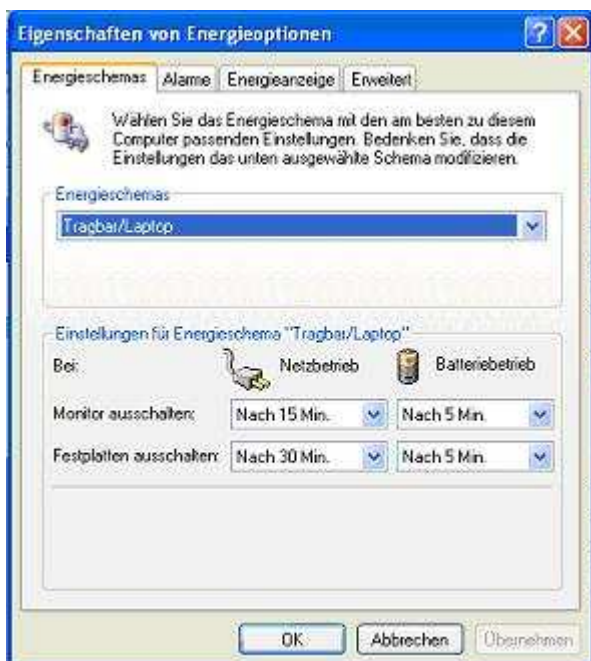 Eigenschaften von Energieoptionen
Energieschemas Alarme Energieanzeige Erweitert
Wählen Sie das Energieschema mit den am besten zu diesem
Computer passenden Einstellungen. Bedenken Sie, dass die
Einstellungen das unten ausgewählte Schema modifizieren.
Energieschemas
Tragbar/Laptop
Einstellungen für Energieschema "Tragbar/Laptop"
Bei: Netzbetrieb Batteriebetrieb
Monitor ausschalten: Nach 15 Min. Nach 5 Min.
Festplatten ausschalten: Nach 30 Min. Nach 5 Min.
OK Abbrechen Übernehmen